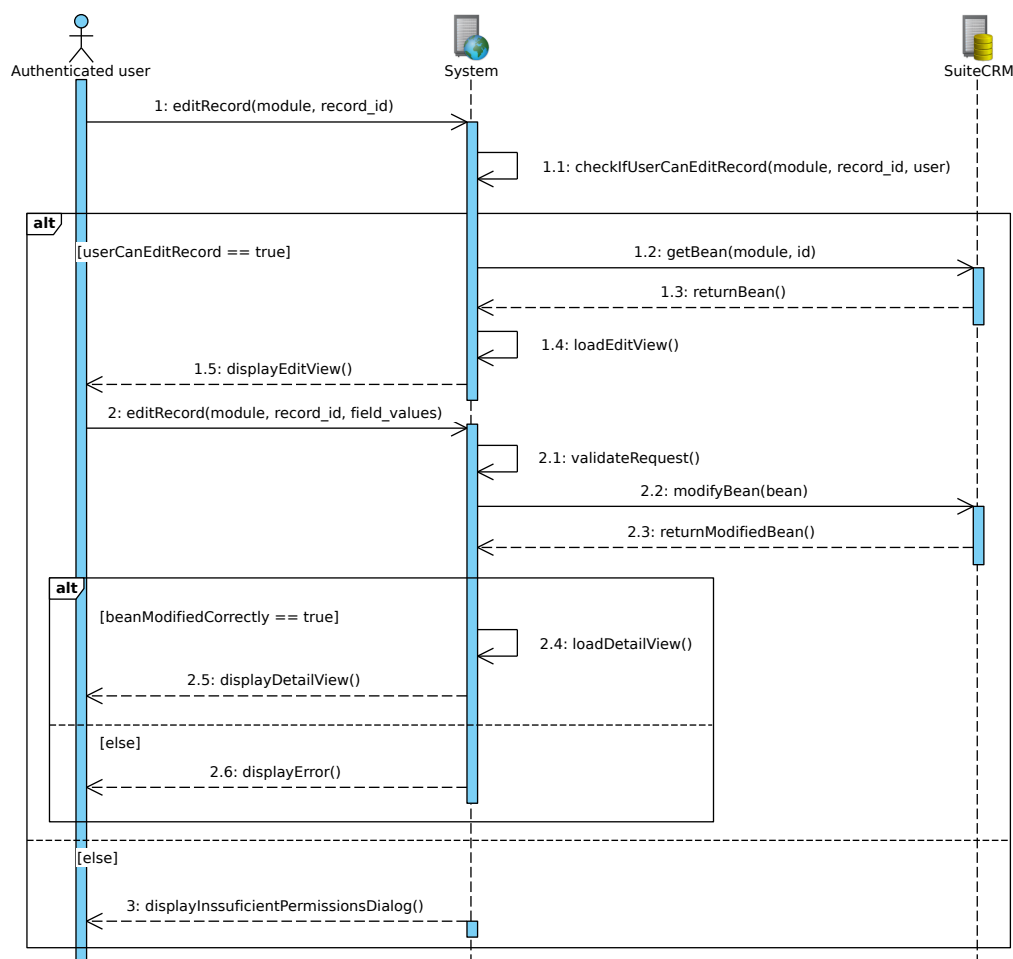 Authenticated user
System
SuiteCRM
1: editRecord(module, record_id)
1.1: checkIfUserCanEditRecord(module, record_id, user)
alt
[userCanEditRecord == true]
1.2: getBean(module, id)
1.3: returnBean()
1.4: loadEditView()
1.5: displayEditView()
2: editRecord(module, record_id, field_values)
2.1: validateRequest()
2.2: modifyBean(bean)
2.3: returnModifiedBean()
alt
[beanModifiedCorrectly == true]
2.4: loadDetailView()
2.5: displayDetailView()
[else]
2.6: displayError()
[else]
3: displayInssuficientPermissionsDialog()